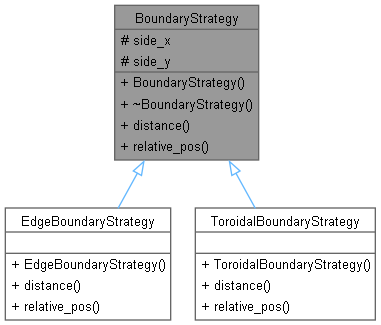 BoundaryStrategy
# side_x
# side_y
+ BoundaryStrategy()
+ ~BoundaryStrategy()
+ distance()
+ relative_pos()
EdgeBoundaryStrategy
+ EdgeBoundaryStrategy()
+ distance()
+ relative_pos()
ToroidalBoundaryStrategy
+ ToroidalBoundaryStrategy()
+ distance()
+ relative_pos()